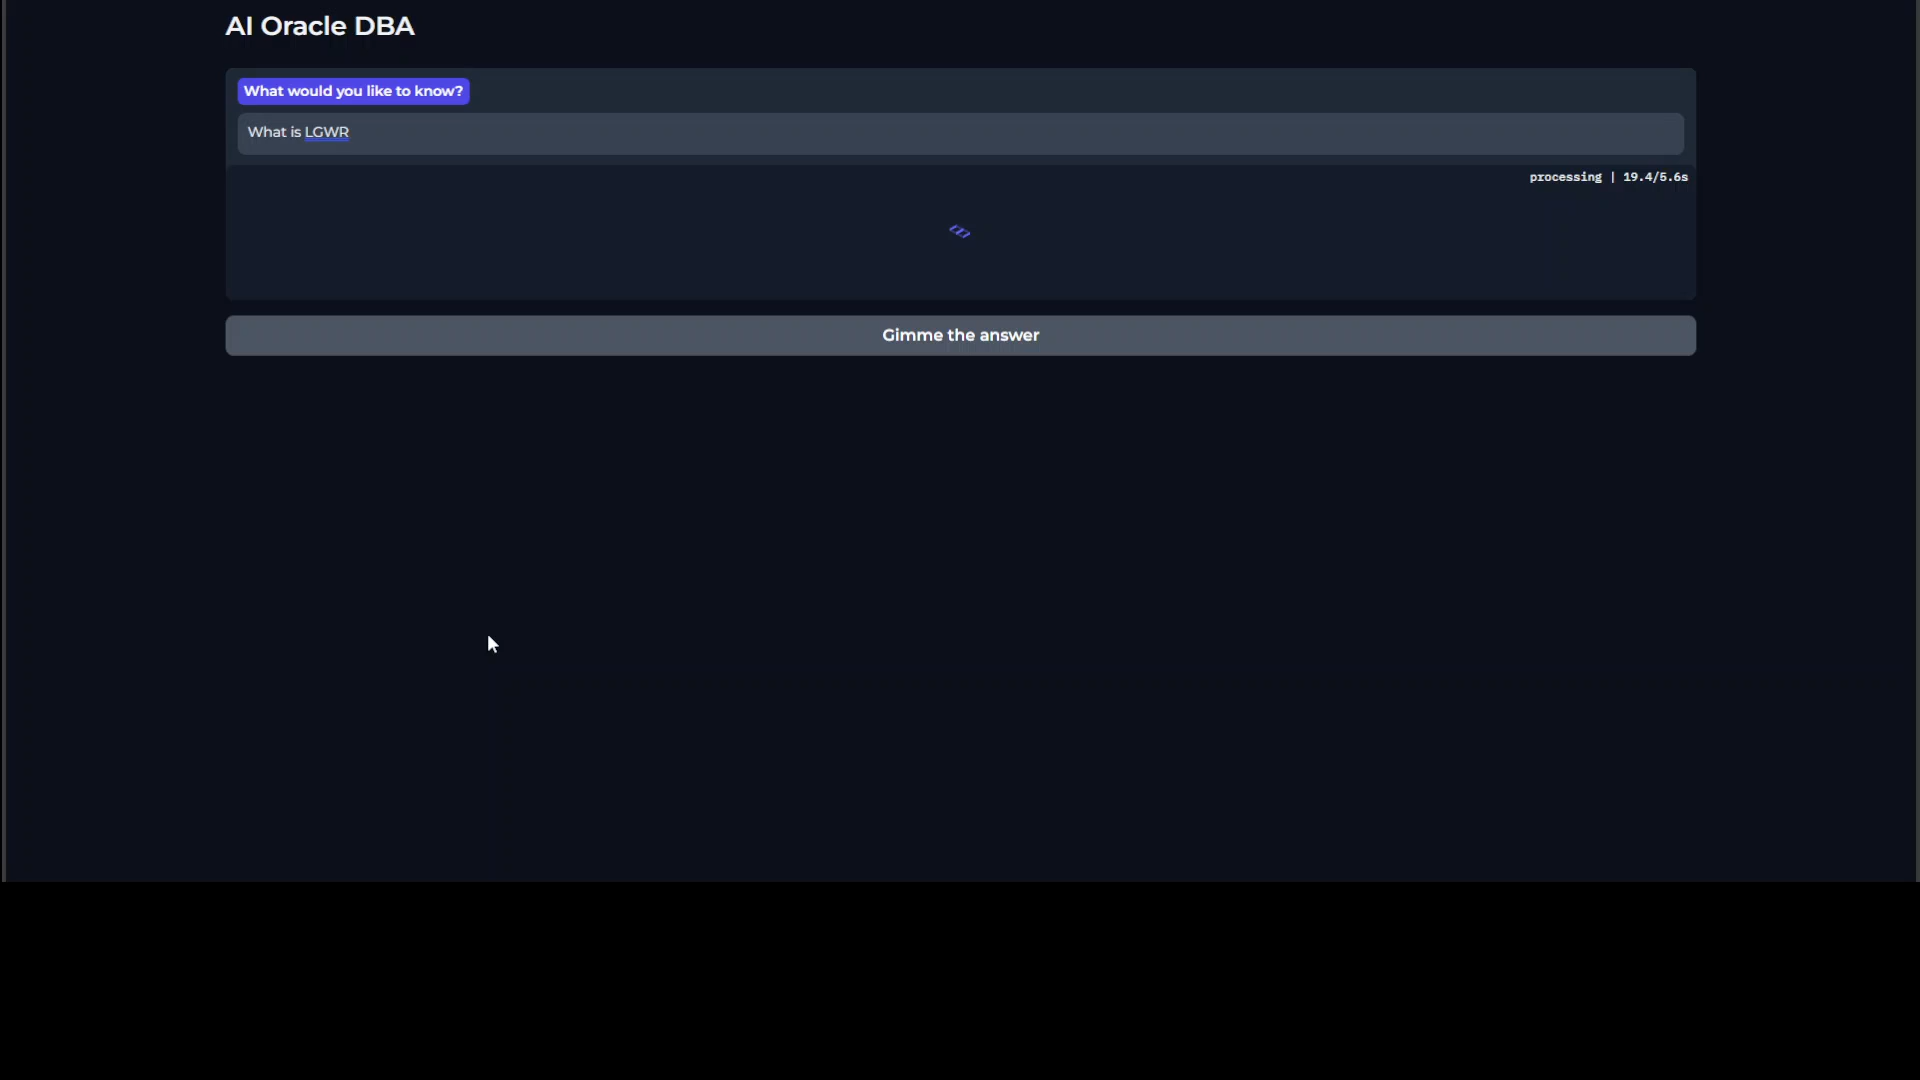 AI Oracle DBA
What would you like to know?
What is LGWR
processing | 19.4/5.6s
Gimme the answer